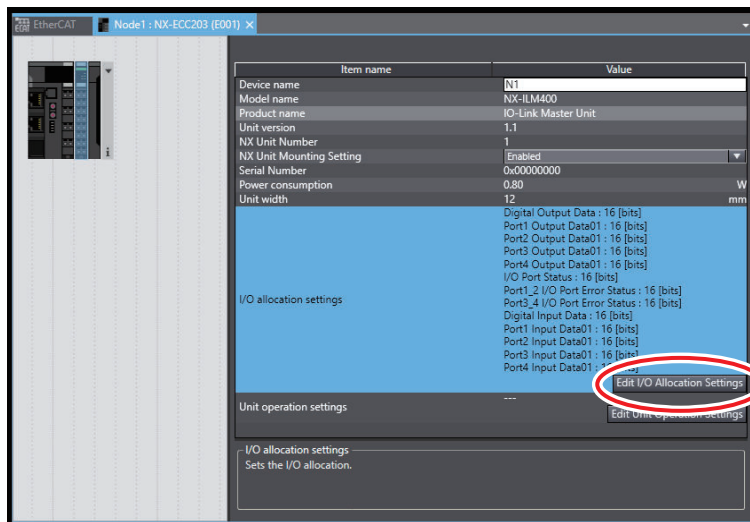 EtherCAT
Node1 : NX-ECC203 (E001)
Item name Value
Device name N1
Model name NX-ILM400
Product name IO-Link Master Unit
Unit version 1.1
NX Unit Number 1
NX Unit Mounting Setting Enabled
Serial Number 0x00000000
Power consumption 0.80 W
Unit width 12 mm
I/O allocation settings
Digital Output Data : 16 [bits]
Port1 Output Data01 : 16 [bits]
Port2 Output Data01 : 16 [bits]
Port3 Output Data01 : 16 [bits]
Port4 Output Data01 : 16 [bits]
I/O Port Status : 16 [bits]
Port1_2 I/O Port Error Status : 16 [bits]
Port3_4 I/O Port Error Status : 16 [bits]
Digital Input Data : 16 [bits]
Port1 Input Data01 : 16 [bits]
Port2 Input Data01 : 16 [bits]
Port3 Input Data01 : 16 [bits]
Port4 Input Data01 : 16 [bits]
Edit I/O Allocation Settings
Unit operation settings ---
Edit Unit Operation Settings
I/O allocation settings
Sets the I/O allocation.